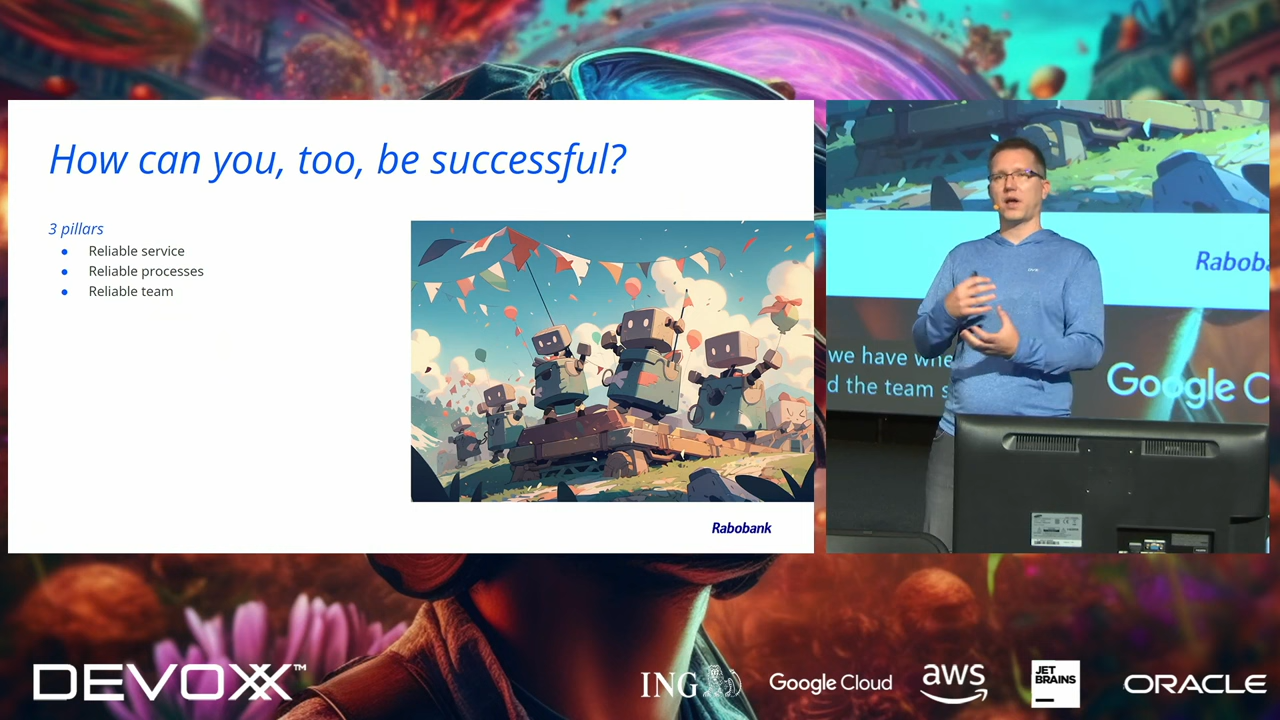 How can you, too, be successful?
3 pillars
Reliable service
Reliable processes
Reliable team
Rabobank
we have whe
d the team s
Google C
DEVOXX™
ING
Google Cloud
aws
JET
BRAINS
ORACLE